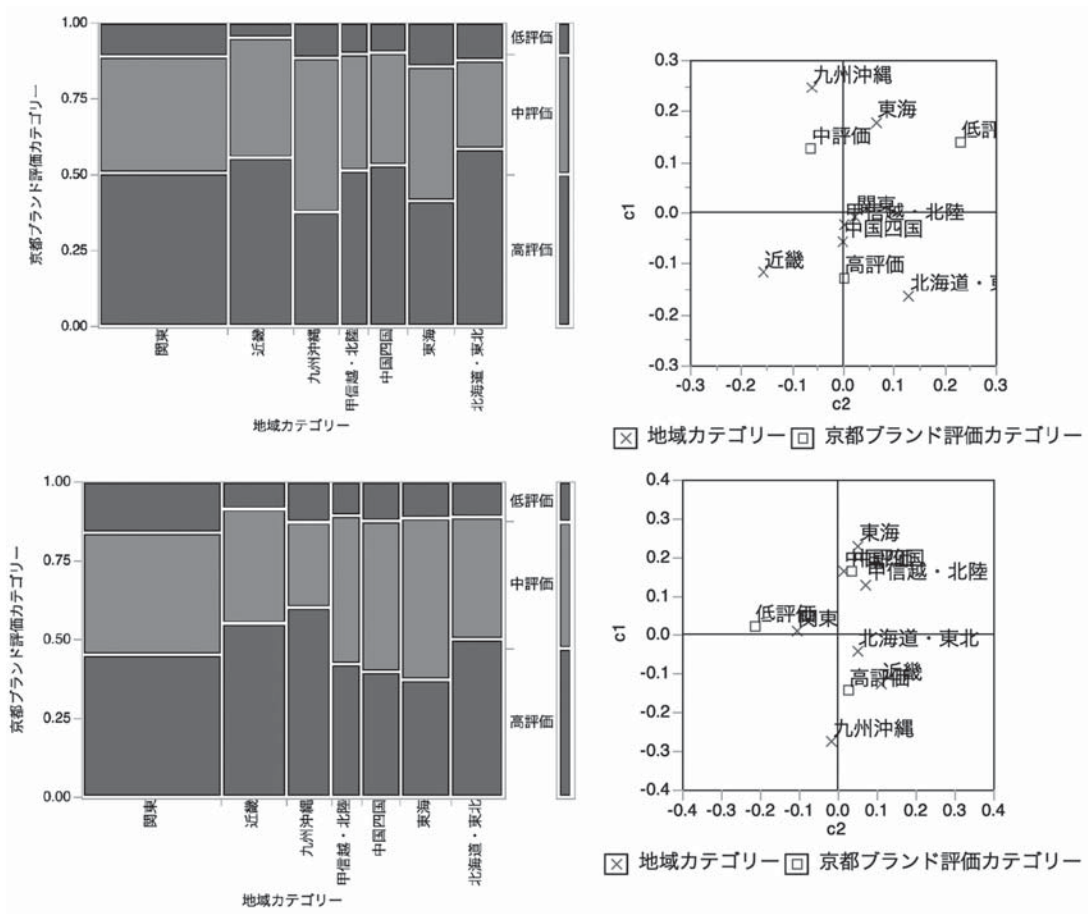 1.00
0.75
0.50
0.25
0.00
京都ブランド評価カテゴリー
低評価
中評価
高評価
関東
近畿
九州沖縄
甲信越・北陸
中国四国
東海
北海道・東北
地域カテゴリー
0.3
0.2
0.1
0.0
-0.1
-0.2
-0.3
c1
九州沖縄
東海
中評価
低評
関東
甲信越・北陸
中国四国
近畿
高評価
北海道・東
-0.3 -0.2 -0.1 0.0 0.1 0.2 0.3
c2
地域カテゴリー 京都ブランド評価カテゴリー
1.00
0.75
0.50
0.25
0.00
京都ブランド評価カテゴリー
低評価
中評価
高評価
関東
近畿
九州沖縄
甲信越・北陸
中国四国
東海
北海道・東北
地域カテゴリー
0.4
0.3
0.2
0.1
0.0
-0.1
-0.2
-0.3
-0.4
c1
東海
中国四国
中評価
甲信越・北陸
低評価
関東
北海道・東北
近畿
高評価
九州沖縄
-0.4 -0.3 -0.2 -0.1 0.0 0.1 0.2 0.3 0.4
c2
地域カテゴリー 京都ブランド評価カテゴリー